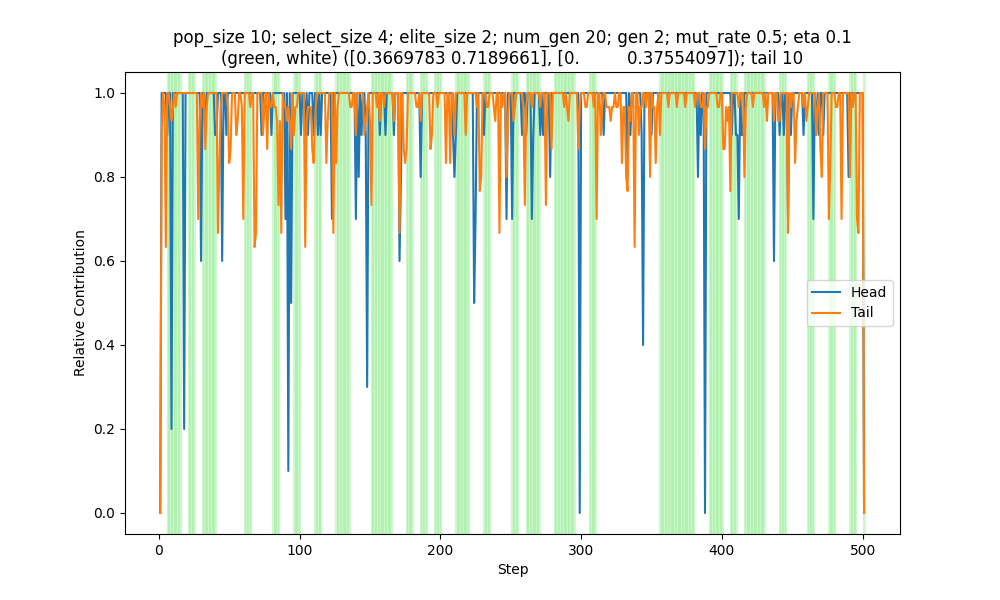 pop_size 10; select_size 4; elite_size 2; num_gen 20; gen 2; mut_rate 0.5; eta 0.1
(green, white) ([0.3669783 0.7189661], [0.         0.37554097]); tail 10
1.0
0.8
0.6
0.4
0.2
0.0
Relative Contribution
Head
Tail
0
100
200
300
400
500
Step